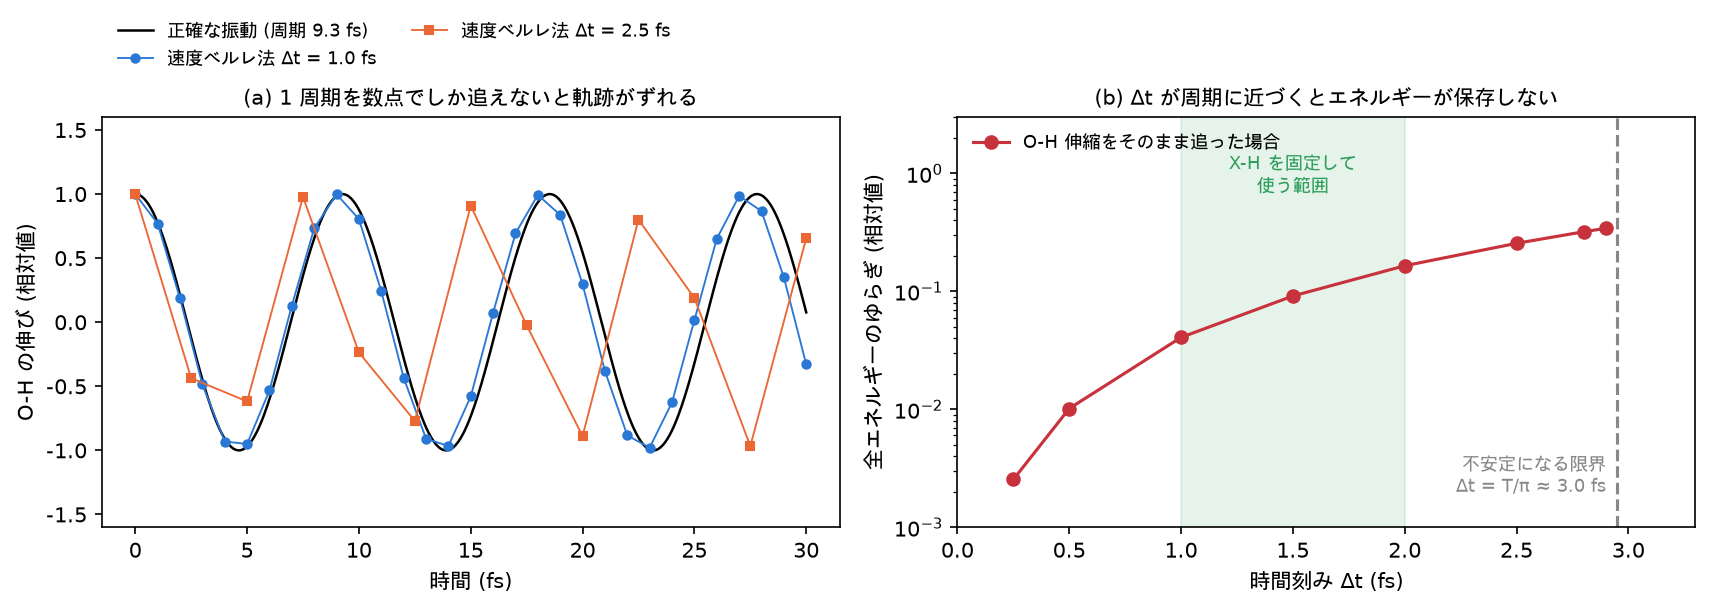 正確な振動 (周期 9.3 fs)
速度ベルレ法 Δt = 1.0 fs
速度ベルレ法 Δt = 2.5 fs
(a) 1 周期を数点でしか追えないと軌跡がずれる
O-H の伸び (相対値)
1.5
1.0
0.5
0.0
-0.5
-1.0
-1.5
0
5
10
15
20
25
30
時間 (fs)
(b) Δt が周期に近づくとエネルギーが保存しない
O-H 伸縮をそのまま追った場合
X-H を固定して
使う範囲
不安定になる限界
Δt = T/π ≈ 3.0 fs
全エネルギーのゆらぎ (相対値)
10⁰
10⁻¹
10⁻²
10⁻³
0.0
0.5
1.0
1.5
2.0
2.5
3.0
時間刻み Δt (fs)